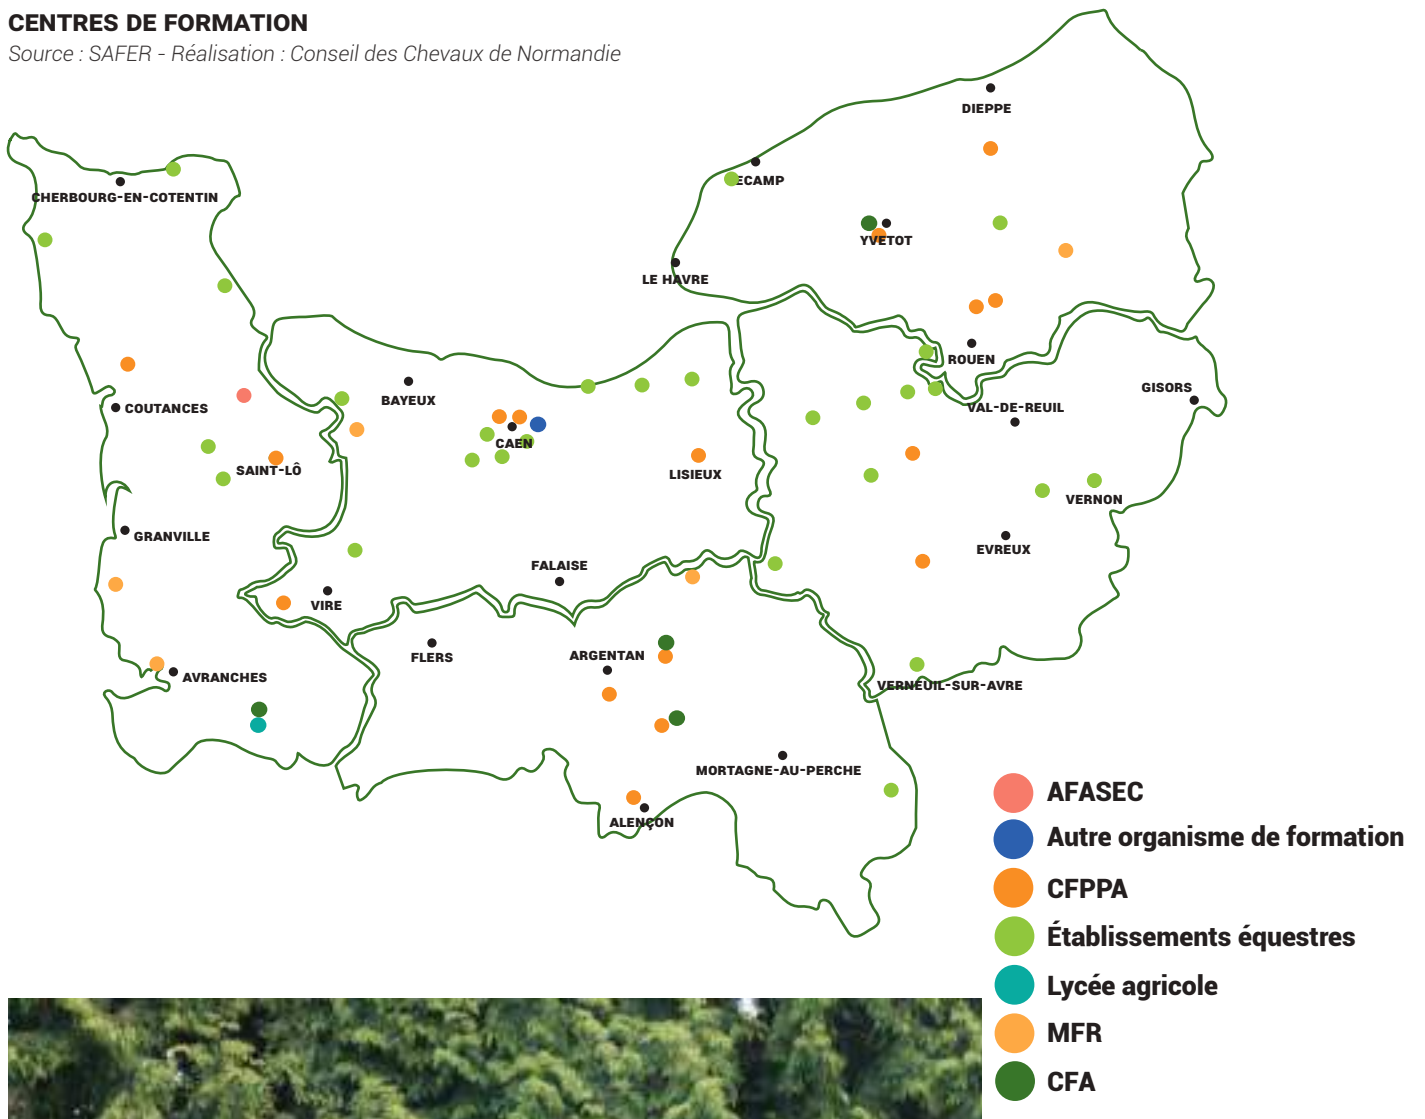 CENTRES DE FORMATION
Source : SAFER - Réalisation : Conseil des Chevaux de Normandie
DIEPPE
ECAMP
CHERBOURG-EN-COTENTIN
YVETOT
LE HAVRE
ROUEN
GISORS
BAYEUX
COUTANCES
VAL-DE-REUIL
CAEN
SAINT-LÔ
LISIEUX
VERNON
GRANVILLE
EVREUX
FALAISE
VIRE
FLERS
ARGENTAN
AVRANCHES
VERNEUIL-SUR-AVRE
MORTAGNE-AU-PERCHE
ALENÇON
AFASEC
Autre organisme de formation
CFPPA
Établissements équestres
Lycée agricole
MFR
CFA